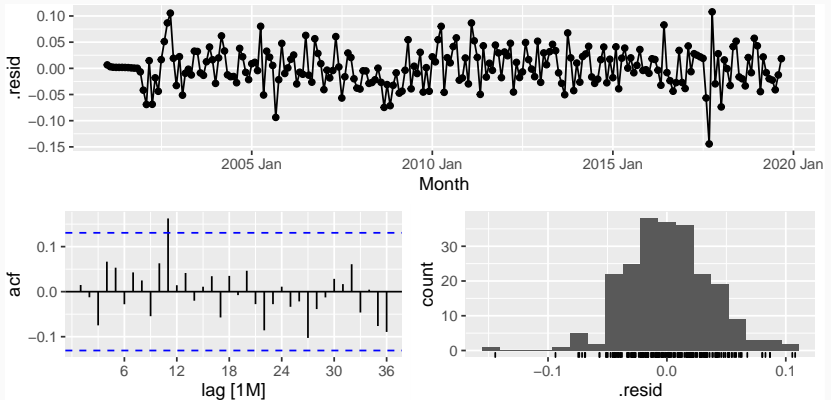 0.10
0.05
0.00
−0.05
−0.10
−0.15
.resid
2005 Jan
2010 Jan
2015 Jan
2020 Jan
Month
0.1
0.0
−0.1
acf
6
12
18
24
30
36
lag [1M]
30
20
10
0
count
−0.1
0.0
0.1
.resid